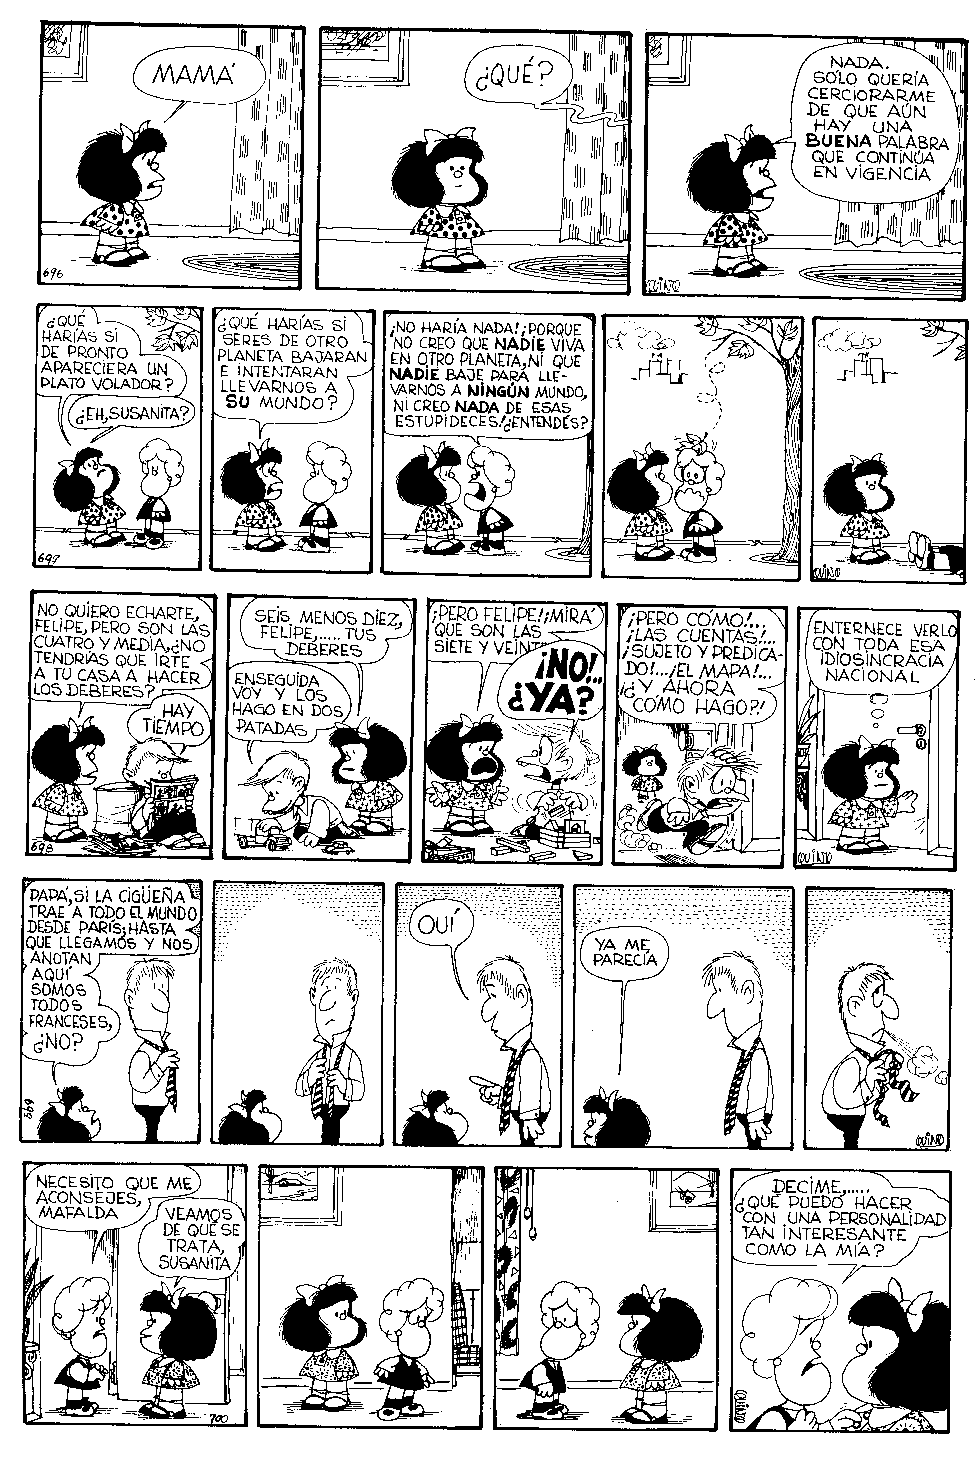 MAMÁ
696
¿QUÉ?
NADA.
SÓLO QUERÍA
CERCIORARME
DE QUE AÚN
HAY UNA
BUENA PALABRA
QUE CONTINÚA
EN VIGENCIA
QUINO
¿QUÉ
HARÍAS SI
DE PRONTO
APARECIERA UN
PLATO VOLADOR?
¿EH, SUSANITA?
697
¿QUÉ HARÍAS SI
SERES DE OTRO
PLANETA BAJARAN
E INTENTARAN
LLEVARNOS A
SU MUNDO?
¡NO HARÍA NADA! ¡PORQUE
NO CREO QUE NADIE VIVA
EN OTRO PLANETA, NI QUE
NADIE BAJE PARA LLE-
VARNOS A NINGÚN MUNDO,
NI CREO NADA DE ESAS
ESTUPIDECES! ¿ENTENDÉS?
QUINO
NO QUIERO ECHARTE,
FELIPE, PERO SON LAS
CUATRO Y MEDIA, ¿NO
TENDRÍAS QUE IRTE
A TU CASA A HACER
LOS DEBERES?
HAY
TIEMPO
698
SEIS MENOS DIEZ,
FELIPE,..... TUS
DEBERES
ENSEGUIDA
VOY Y LOS
HAGO EN DOS
PATADAS
¡PERO FELIPE! ¡MIRÁ
QUE SON LAS
SIETE Y VEINT
¡NO!..
¿YA?
¡PERO CÓMO!...
¡LAS CUENTAS!...
¡SUJETO Y PREDICA-
DO!... ¡EL MAPA!...
¡¿Y AHORA
CÓMO HAGO?!
ENTERNECE VERLO
CON TODA ESA
IDIOSINCRACIA
NACIONAL
QUINO
PAPÁ, SI LA CIGÜEÑA
TRAE A TODO EL MUNDO
DESDE PARÍS, HASTA
QUE LLEGAMOS Y NOS
ANOTAN
AQUÍ
SOMOS
TODOS
FRANCESES,
¿NO?
699
OUÍ
YA ME
PARECÍA
QUINO
NECESITO QUE ME
ACONSEJES,
MAFALDA
VEAMOS
DE QUÉ SE
TRATA,
SUSANITA
700
DECIME,.....
¿QUÉ PUEDO HACER
CON UNA PERSONALIDAD
TAN INTERESANTE
COMO LA MÍA?
QUINO